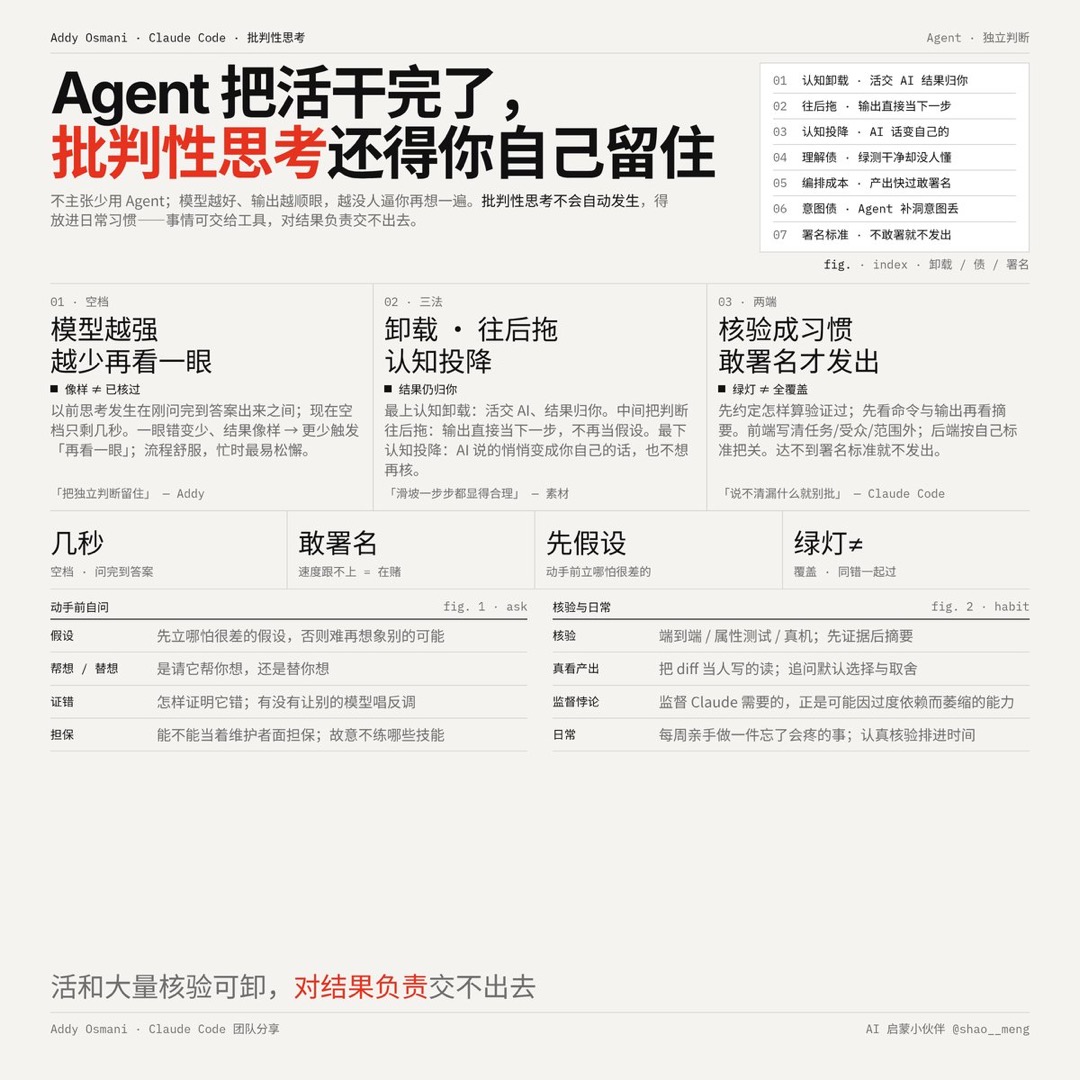 Addy Osmani · Claude Code · 批判性思考
Agent · 独立判断
Agent 把活干完了，
批判性思考还得你自己留住
不主张少用 Agent；模型越好、输出越顺眼，越没人逼你再想一遍。批判性思考不会自动发生，得
放进日常习惯——事情可交给工具，对结果负责交不出去。
01 认知卸载 · 活交 AI 结果归你
02 往后拖 · 输出直接当下一步
03 认知投降 · AI 话变自己的
04 理解债 · 绿测干净却没人懂
05 编排成本 · 产出快过敢署名
06 意图债 · Agent 补洞意图丢
07 署名标准 · 不敢署就不发出
fig. · index · 卸载 / 债 / 署名
01 · 空档
模型越强
越少再看一眼
■ 像样 ≠ 已核过
以前思考发生在刚问完到答案出来之间；现在空
档只剩几秒。一眼错变少、结果像样 → 更少触发
「再看一眼」；流程舒服，忙时最易松懈。
「把独立判断留住」 — Addy
02 · 三法
卸载 · 往后拖
认知投降
■ 结果仍归你
最上认知卸载：活交 AI、结果归你。中间把判断
往后拖：输出直接当下一步，不再当假设。最下
认知投降：AI 说的悄悄变成你自己的话，也不想
再核。
「滑坡一步步都显得合理」 — 素材
03 · 两端
核验成习惯
敢署名才发出
■ 绿灯 ≠ 全覆盖
先约定怎样算验证过；先看命令与输出再看摘
要。前端写清任务/受众/范围外；后端按自己标
准把关。达不到署名标准就不发出。
「说不清漏什么就别批」 — Claude Code
几秒
空档 · 问完到答案
敢署名
速度跟不上 = 在赌
先假设
动手前立哪怕很差的
绿灯≠
覆盖 · 同错一起过
动手前自问
fig. 1 · ask
假设 先立哪怕很差的假设，否则难再想象别的可能
帮想 / 替想 是请它帮你想，还是替你想
证错 怎样证明它错；有没有让别的模型唱反调
担保 能不能当着维护者面担保；故意不练哪些技能
核验与日常
fig. 2 · habit
核验 端到端 / 属性测试 / 真机；先证据后摘要
真看产出 把 diff 当人写的读；追问默认选择与取舍
监督悖论 监督 Claude 需要的，正是可能因过度依赖而萎缩的能力
日常 每周亲手做一件忘了会疼的事；认真核验排进时间
活和大量核验可卸，对结果负责交不出去
Addy Osmani · Claude Code 团队分享
AI 启蒙小伙伴 @shao__meng